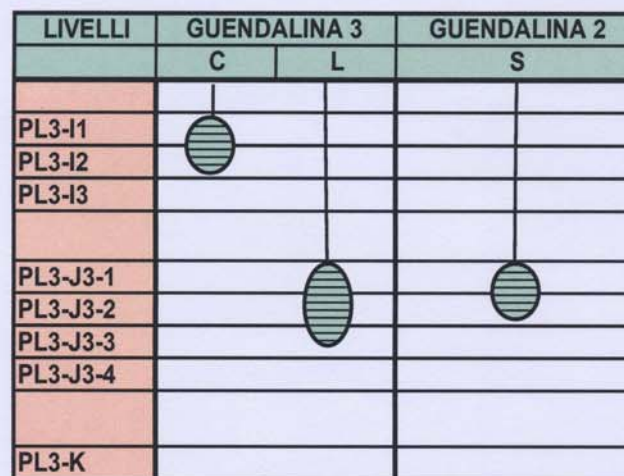 LIVELLI GUENDALINA 3 GUENDALINA 2
C L S
PL3-I1
PL3-I2
PL3-I3
PL3-J3-1
PL3-J3-2
PL3-J3-3
PL3-J3-4
PL3-K